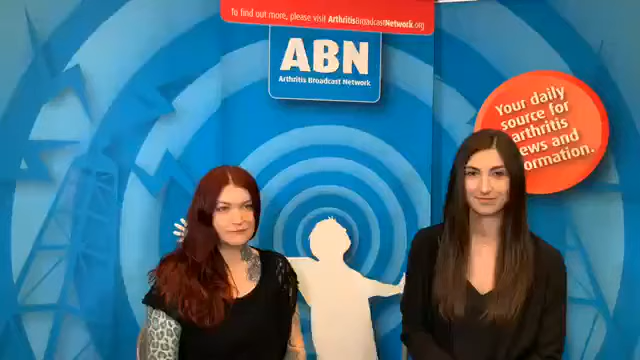 To find out more, please visit ArthritisBroadcastNetwork.org
ABN
Arthritis Broadcast Network
Your daily
source for
arthritis
news and
information.